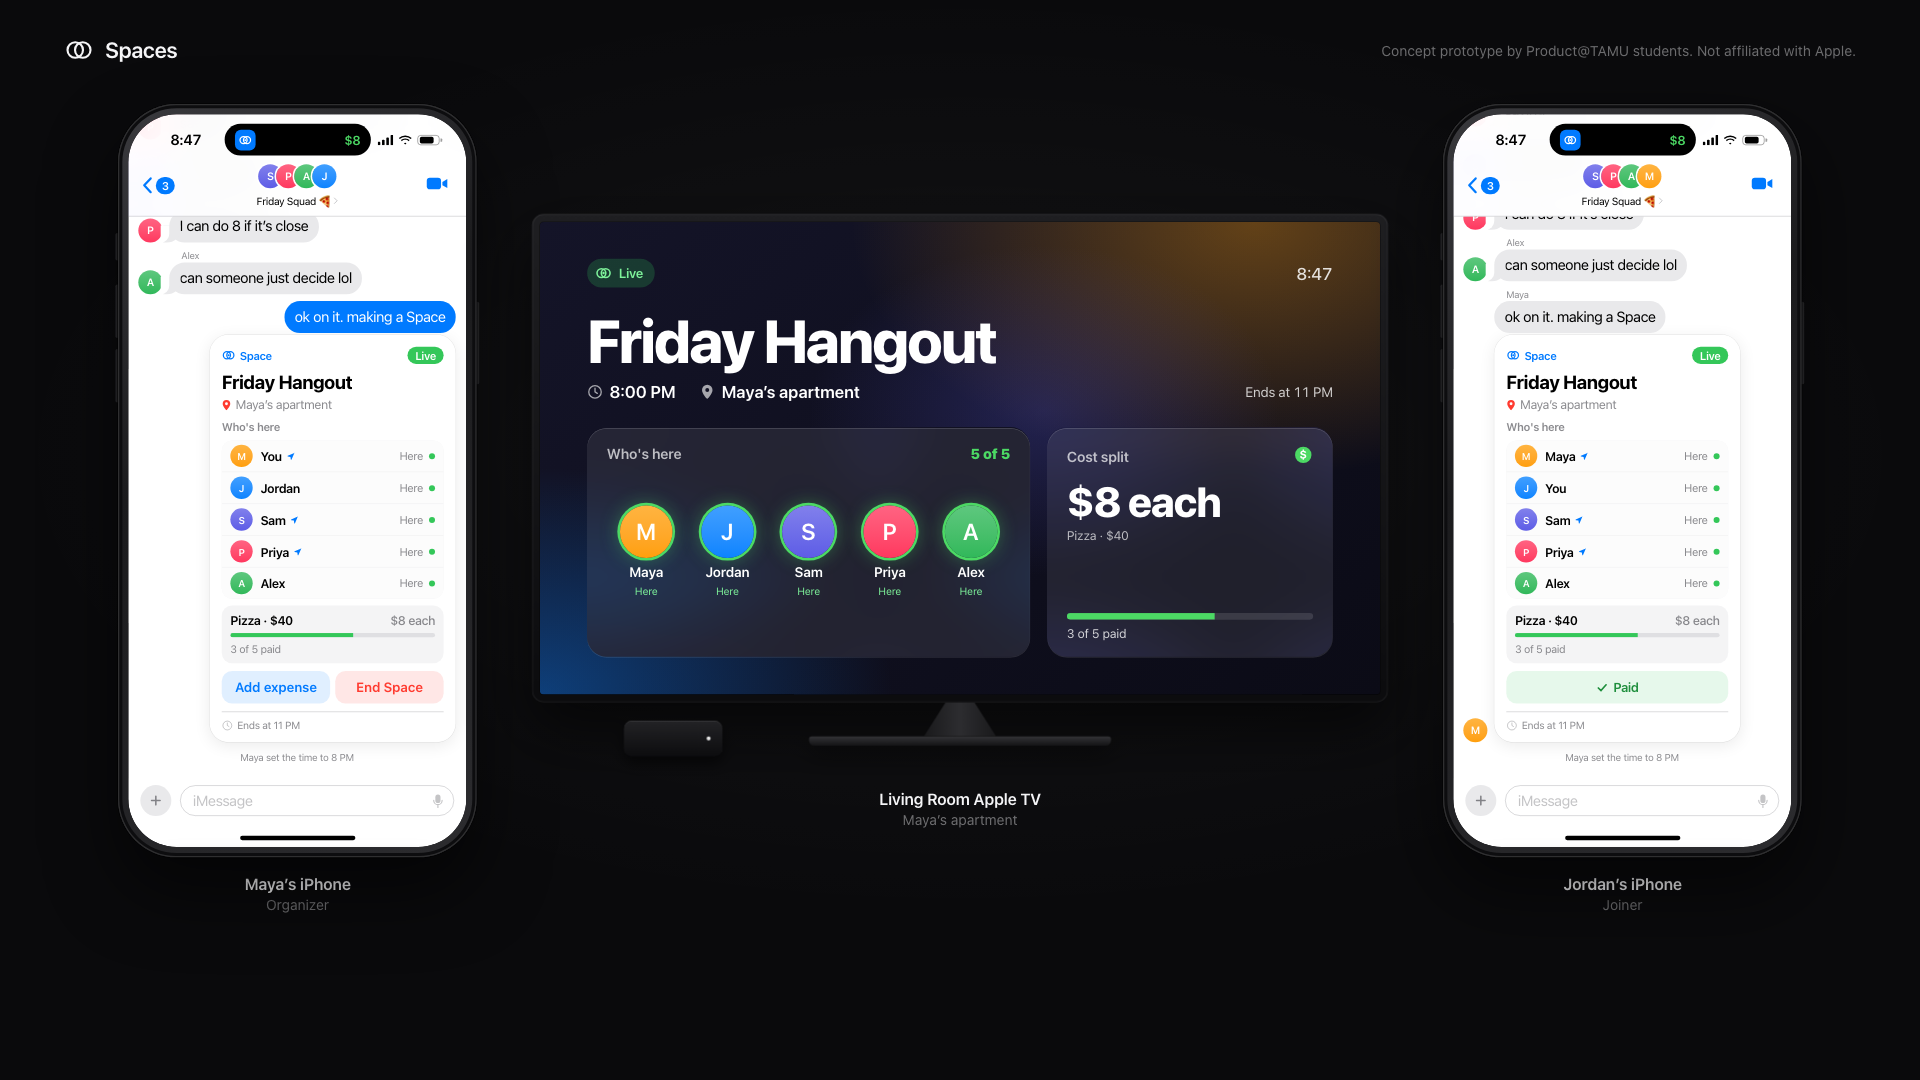 Spaces
Concept prototype by Product@TAMU students. Not affiliated with Apple.
8:47
$8
3
S P A J
Friday Squad 🍕
P
I can do 8 if it's close
Alex
A
can someone just decide lol
ok on it. making a Space
Space
Live
Friday Hangout
Maya's apartment
Who's here
M You Here
J Jordan Here
S Sam Here
P Priya Here
A Alex Here
Pizza · $40 $8 each
3 of 5 paid
Add expense End Space
Ends at 11 PM
Maya set the time to 8 PM
+ iMessage
Maya's iPhone
Organizer
Live
8:47
Friday Hangout
8:00 PM Maya's apartment Ends at 11 PM
Who's here 5 of 5
M J S P A
Maya Jordan Sam Priya Alex
Here Here Here Here Here
Cost split $
$8 each
Pizza · $40
3 of 5 paid
Living Room Apple TV
Maya's apartment
8:47
$8
3
S P A M
Friday Squad 🍕
P
I can do 8 if it's close
Alex
A
can someone just decide lol
Maya
ok on it. making a Space
Space
Live
Friday Hangout
Maya's apartment
Who's here
M Maya Here
J You Here
S Sam Here
P Priya Here
A Alex Here
Pizza · $40 $8 each
3 of 5 paid
Paid
Ends at 11 PM
M
Maya set the time to 8 PM
+ iMessage
Jordan's iPhone
Joiner